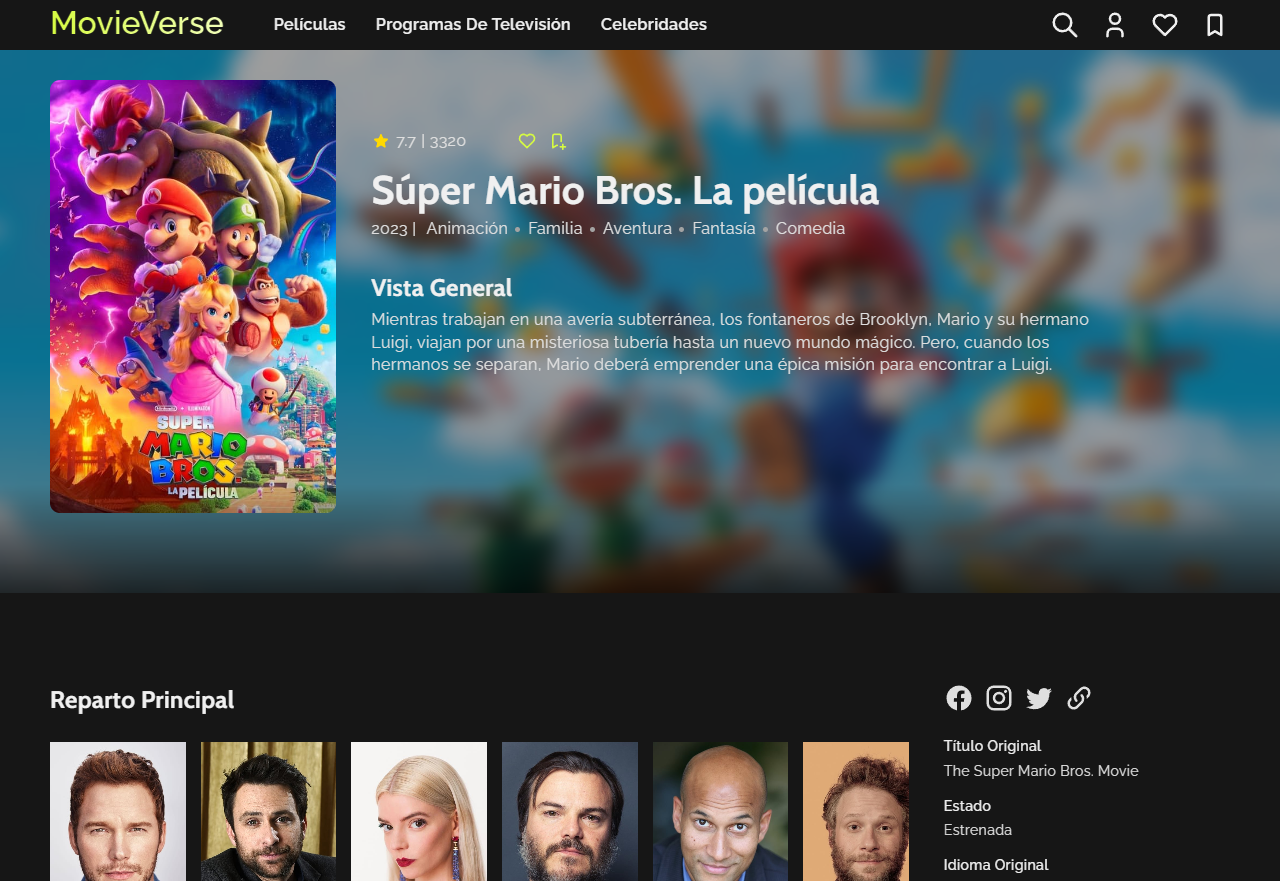 MovieVerse
Películas
Programas De Televisión
Celebridades
7.7 | 3320
Súper Mario Bros. La película
2023 | Animación • Familia • Aventura • Fantasía • Comedia
Vista General
Mientras trabajan en una avería subterránea, los fontaneros de Brooklyn, Mario y su hermano
Luigi, viajan por una misteriosa tubería hasta un nuevo mundo mágico. Pero, cuando los
hermanos se separan, Mario deberá emprender una épica misión para encontrar a Luigi.
SUPER
MARIO
BROS.
LA PELÍCULA
Reparto Principal
Título Original
The Super Mario Bros. Movie
Estado
Estrenada
Idioma Original